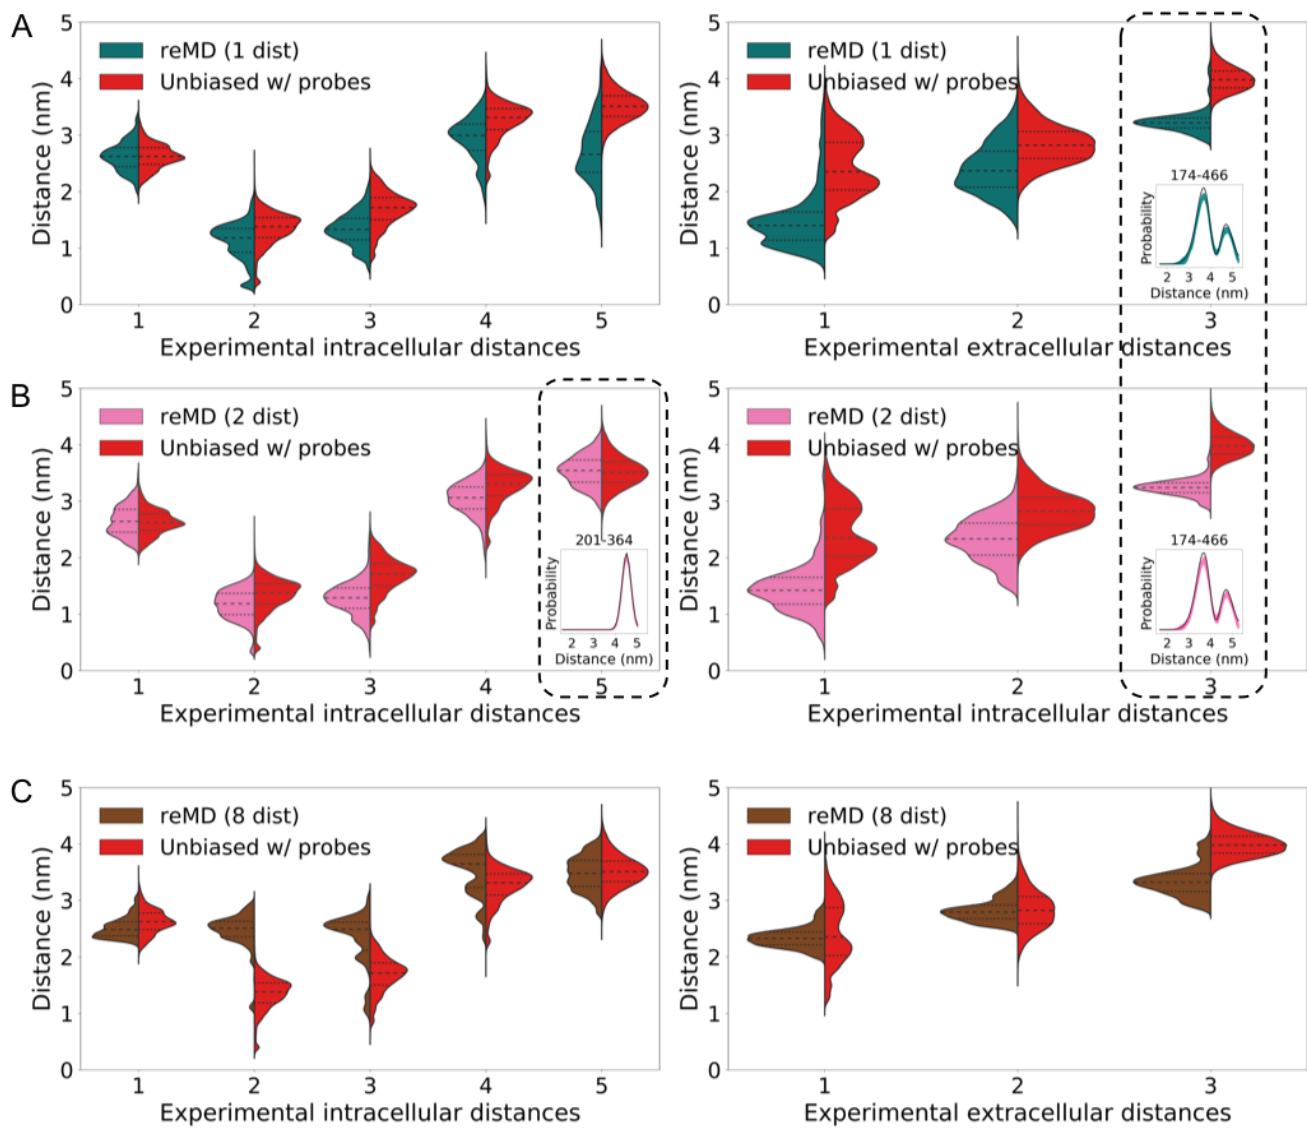 A
reMD (1 dist)
Unbiased w/ probes
Distance (nm)
5
4
3
2
1
0
1 2 3 4 5
Experimental intracellular distances
reMD (1 dist)
Unbiased w/ probes
Distance (nm)
5
4
3
2
1
0
174-466
Probability
2 3 4 5
Distance (nm)
1 2 3
Experimental extracellular distances
B
reMD (2 dist)
Unbiased w/ probes
Distance (nm)
5
4
3
2
1
0
201-364
Probability
2 3 4 5
Distance (nm)
1 2 3 4 5
Experimental intracellular distances
reMD (2 dist)
Unbiased w/ probes
Distance (nm)
5
4
3
2
1
0
174-466
Probability
2 3 4 5
Distance (nm)
1 2 3
Experimental intracellular distances
C
reMD (8 dist)
Unbiased w/ probes
Distance (nm)
5
4
3
2
1
0
1 2 3 4 5
Experimental intracellular distances
reMD (8 dist)
Unbiased w/ probes
Distance (nm)
5
4
3
2
1
0
1 2 3
Experimental extracellular distances